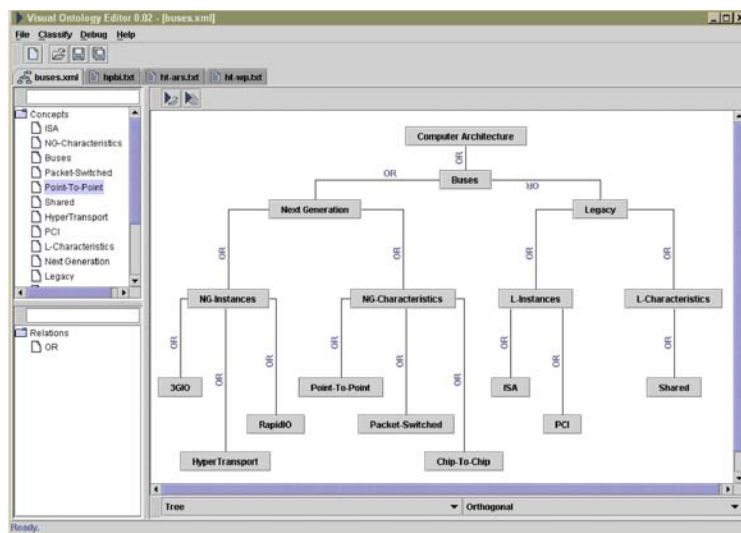 Visual Ontology Editor 0.02 - [buses.xml]
File Classify Debug Help
buses.xml hpbi.txt ht-ars.txt ht-wp.txt
Concepts
ISA
NG-Characteristics
Buses
Packet-Switched
Point-To-Point
Shared
HyperTransport
PCI
L-Characteristics
Next Generation
Legacy
Relations
OR
Computer Architecture
OR
Buses
OR
OR
Next Generation
Legacy
OR
OR
OR
OR
NG-Instances
NG-Characteristics
L-Instances
L-Characteristics
OR
OR
OR
OR
OR
OR
OR
OR
OR
3GIO
Point-To-Point
ISA
Shared
RapidIO
Packet-Switched
PCI
HyperTransport
Chip-To-Chip
Tree
Orthogonal
Ready.